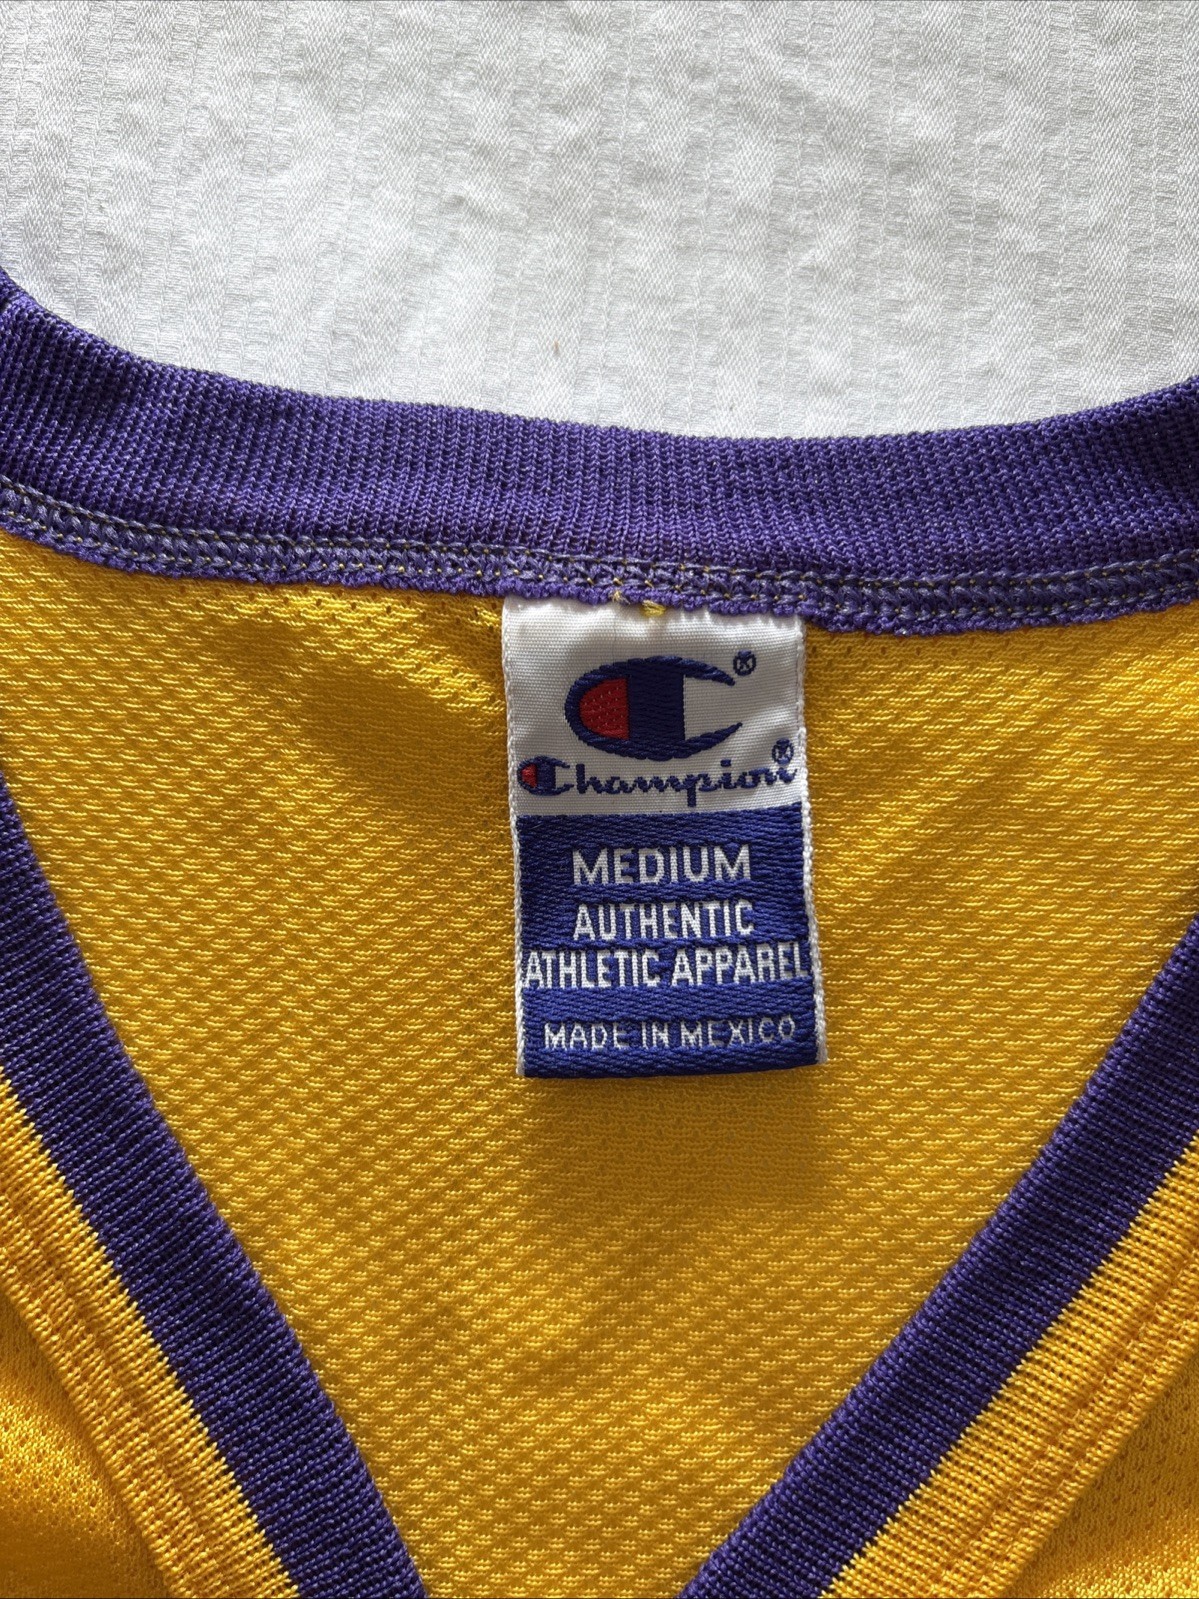 Champion®
MEDIUM
AUTHENTIC
ATHLETIC APPAREL
MADE IN MEXICO